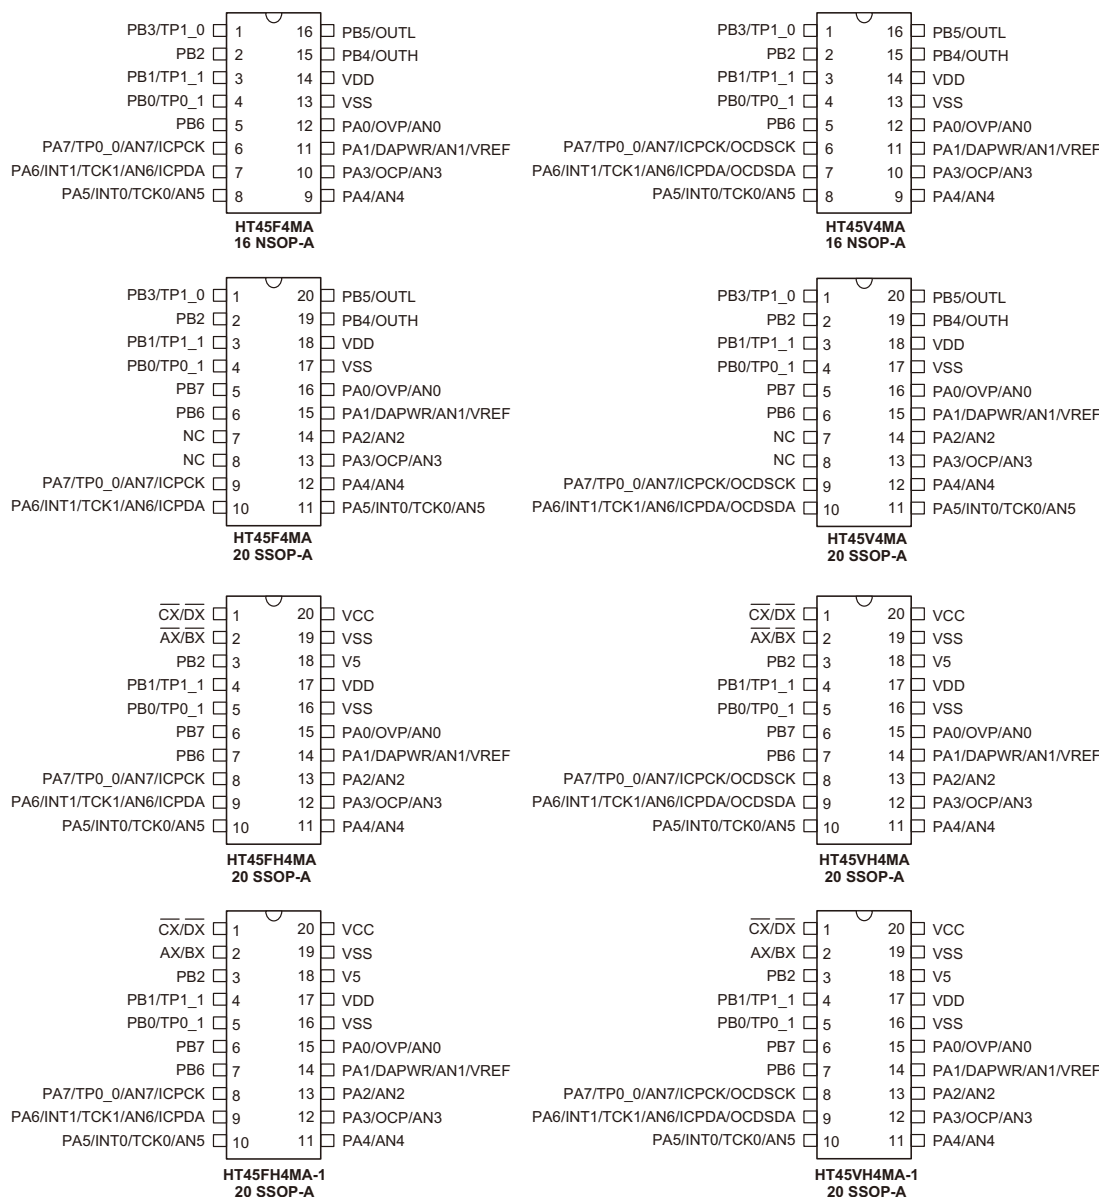 PB3/TP1_0 1 16 PB5/OUTL
PB2 2 15 PB4/OUTH
PB1/TP1_1 3 14 VDD
PB0/TP0_1 4 13 VSS
PB6 5 12 PA0/OVP/AN0
PA7/TP0_0/AN7/ICPCK 6 11 PA1/DAPWR/AN1/VREF
PA6/INT1/TCK1/AN6/ICPDA 7 10 PA3/OCP/AN3
PA5/INT0/TCK0/AN5 8 9 PA4/AN4
HT45F4MA
16 NSOP-A
PB3/TP1_0 1 16 PB5/OUTL
PB2 2 15 PB4/OUTH
PB1/TP1_1 3 14 VDD
PB0/TP0_1 4 13 VSS
PB6 5 12 PA0/OVP/AN0
PA7/TP0_0/AN7/ICPCK/OCDSCK 6 11 PA1/DAPWR/AN1/VREF
PA6/INT1/TCK1/AN6/ICPDA/OCDSDA 7 10 PA3/OCP/AN3
PA5/INT0/TCK0/AN5 8 9 PA4/AN4
HT45V4MA
16 NSOP-A
PB3/TP1_0 1 20 PB5/OUTL
PB2 2 19 PB4/OUTH
PB1/TP1_1 3 18 VDD
PB0/TP0_1 4 17 VSS
PB7 5 16 PA0/OVP/AN0
PB6 6 15 PA1/DAPWR/AN1/VREF
NC 7 14 PA2/AN2
NC 8 13 PA3/OCP/AN3
PA7/TP0_0/AN7/ICPCK 9 12 PA4/AN4
PA6/INT1/TCK1/AN6/ICPDA 10 11 PA5/INT0/TCK0/AN5
HT45F4MA
20 SSOP-A
PB3/TP1_0 1 20 PB5/OUTL
PB2 2 19 PB4/OUTH
PB1/TP1_1 3 18 VDD
PB0/TP0_1 4 17 VSS
PB7 5 16 PA0/OVP/AN0
PB6 6 15 PA1/DAPWR/AN1/VREF
NC 7 14 PA2/AN2
NC 8 13 PA3/OCP/AN3
PA7/TP0_0/AN7/ICPCK/OCDSCK 9 12 PA4/AN4
PA6/INT1/TCK1/AN6/ICPDA/OCDSDA 10 11 PA5/INT0/TCK0/AN5
HT45V4MA
20 SSOP-A
C̅X̅/D̅X̅ 1 20 VCC
A̅X̅/B̅X̅ 2 19 VSS
PB2 3 18 V5
PB1/TP1_1 4 17 VDD
PB0/TP0_1 5 16 VSS
PB7 6 15 PA0/OVP/AN0
PB6 7 14 PA1/DAPWR/AN1/VREF
PA7/TP0_0/AN7/ICPCK 8 13 PA2/AN2
PA6/INT1/TCK1/AN6/ICPDA 9 12 PA3/OCP/AN3
PA5/INT0/TCK0/AN5 10 11 PA4/AN4
HT45FH4MA
20 SSOP-A
C̅X̅/D̅X̅ 1 20 VCC
A̅X̅/B̅X̅ 2 19 VSS
PB2 3 18 V5
PB1/TP1_1 4 17 VDD
PB0/TP0_1 5 16 VSS
PB7 6 15 PA0/OVP/AN0
PB6 7 14 PA1/DAPWR/AN1/VREF
PA7/TP0_0/AN7/ICPCK/OCDSCK 8 13 PA2/AN2
PA6/INT1/TCK1/AN6/ICPDA/OCDSDA 9 12 PA3/OCP/AN3
PA5/INT0/TCK0/AN5 10 11 PA4/AN4
HT45VH4MA
20 SSOP-A
C̅X̅/D̅X̅ 1 20 VCC
AX/BX 2 19 VSS
PB2 3 18 V5
PB1/TP1_1 4 17 VDD
PB0/TP0_1 5 16 VSS
PB7 6 15 PA0/OVP/AN0
PB6 7 14 PA1/DAPWR/AN1/VREF
PA7/TP0_0/AN7/ICPCK 8 13 PA2/AN2
PA6/INT1/TCK1/AN6/ICPDA 9 12 PA3/OCP/AN3
PA5/INT0/TCK0/AN5 10 11 PA4/AN4
HT45FH4MA-1
20 SSOP-A
C̅X̅/D̅X̅ 1 20 VCC
AX/BX 2 19 VSS
PB2 3 18 V5
PB1/TP1_1 4 17 VDD
PB0/TP0_1 5 16 VSS
PB7 6 15 PA0/OVP/AN0
PB6 7 14 PA1/DAPWR/AN1/VREF
PA7/TP0_0/AN7/ICPCK/OCDSCK 8 13 PA2/AN2
PA6/INT1/TCK1/AN6/ICPDA/OCDSDA 9 12 PA3/OCP/AN3
PA5/INT0/TCK0/AN5 10 11 PA4/AN4
HT45VH4MA-1
20 SSOP-A